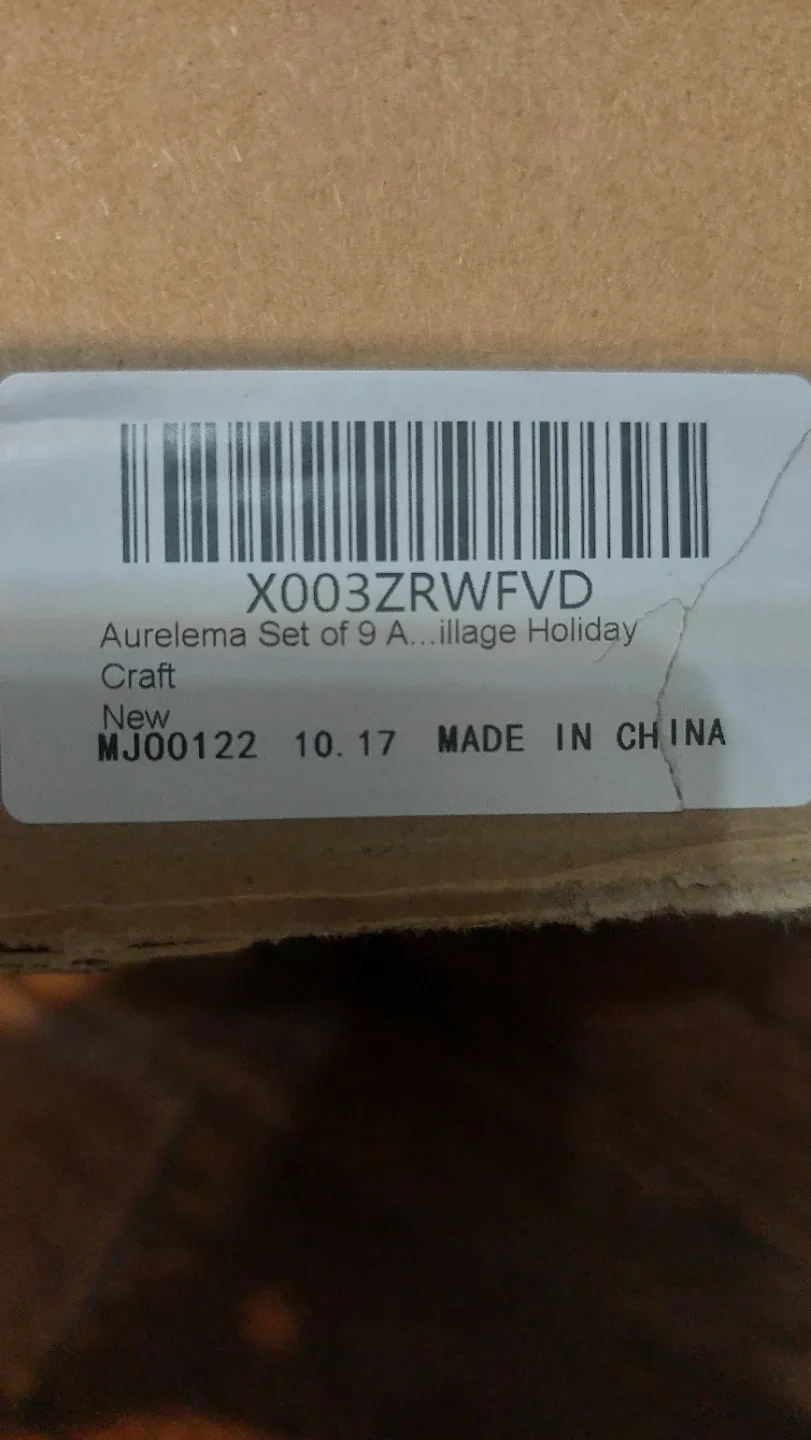 X003ZRWFVD
Aurelema Set of 9 A...illage Holiday
Craft
New
MJ00122 10.17 MADE IN CHINA